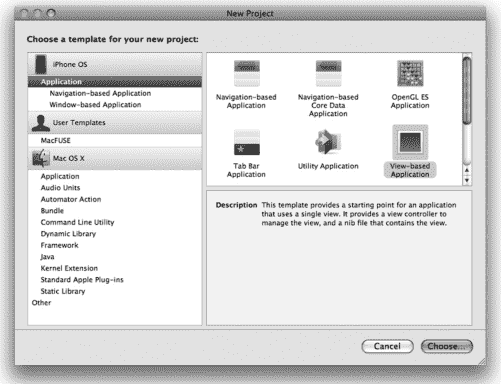 New Project
Choose a template for your new project:
iPhone OS
Application
Navigation-based Application
Window-based Application
User Templates
MacFUSE
Mac OS X
Application
Audio Units
Automator Action
Bundle
Command Line Utility
Dynamic Library
Framework
Java
Kernel Extension
Standard Apple Plug-ins
Static Library
Other
Navigation-based
Application
Navigation-based
Core Data
Application
OpenGL ES
Application
Tab Bar
Application
Utility Application
View-based
Application
Description This template provides a starting point for an application
that uses a single view. It provides a view controller to
manage the view, and a nib file that contains the view.
Cancel
Choose...